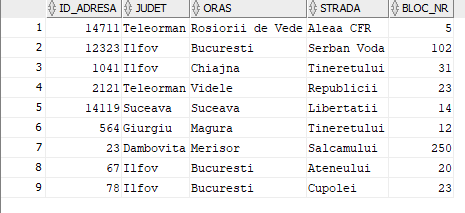 ID_ADRESA JUDET ORAS STRADA BLOC_NR
1 14711 Teleorman Rosiorii de Vede Aleea CFR 5
2 12323 Ilfov Bucuresti Serban Voda 102
3 1041 Ilfov Chiajna Tineretului 31
4 2121 Teleorman Videle Republicii 23
5 14119 Suceava Suceava Libertatii 14
6 564 Giurgiu Magura Tineretului 12
7 23 Dambovita Merisor Salcamului 250
8 67 Ilfov Bucuresti Ateneului 20
9 78 Ilfov Bucuresti Cupolei 23